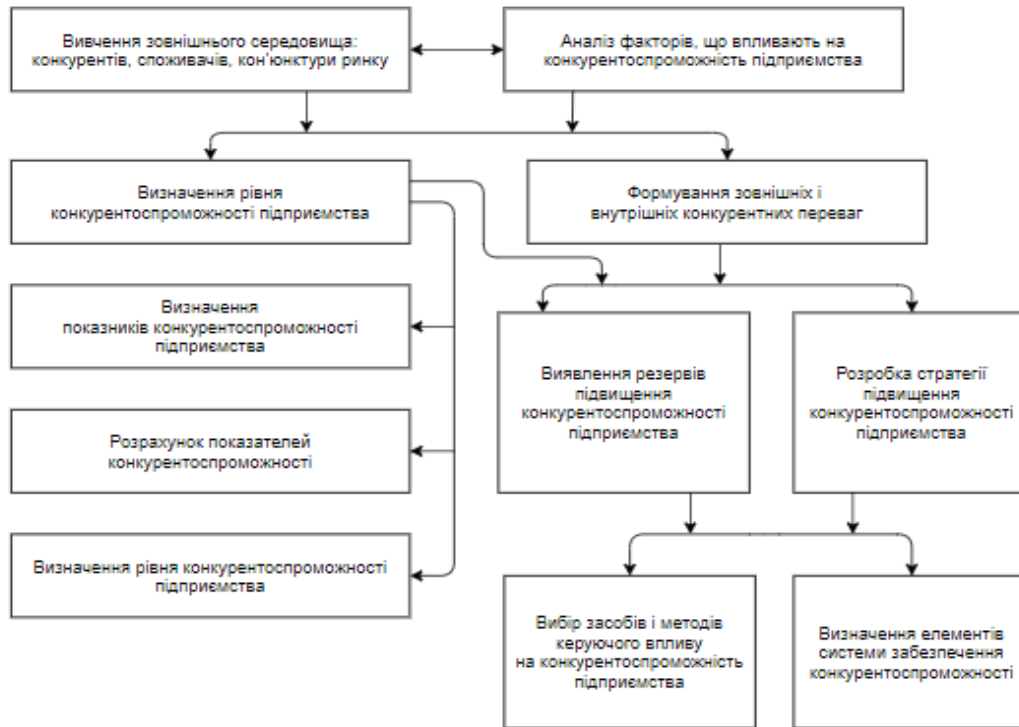 Вивчення зовнішнього середовища:
конкурентів, споживачів, кон'юнктури ринку
Аналіз факторів, що впливають на
конкурентоспроможність підприємства
Визначення рівня
конкурентоспроможності підприємства
Формування зовнішніх і
внутрішніх конкурентних переваг
Визначення
показників конкурентоспроможності
підприємства
Виявлення резервів
підвищення
конкурентоспроможності
підприємства
Розробка стратегії
підвищення
конкурентоспроможності
підприємства
Розрахунок показателей
конкурентоспроможності
Визначення рівня конкурентоспроможності
підприємства
Вибір засобів і методів
керуючого впливу
на конкурентоспроможність
підприємства
Визначення елементів
системи забезпечення
конкурентоспроможності